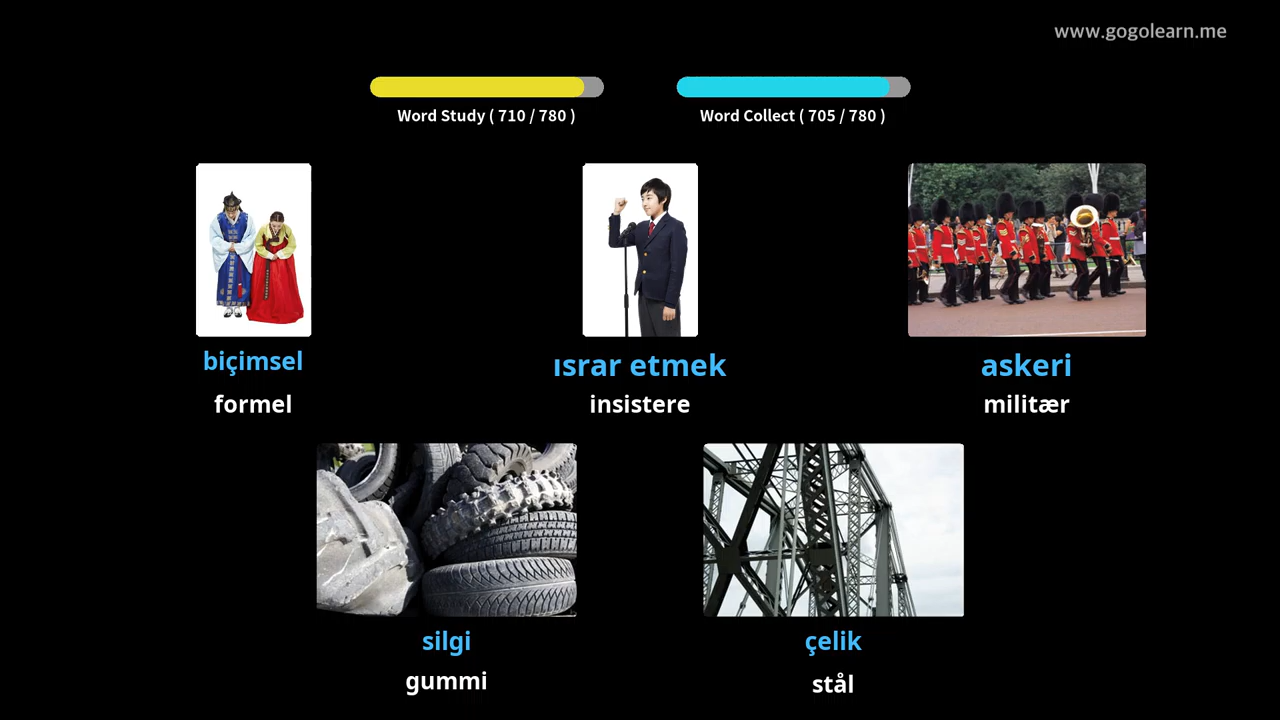 www.gogolearn.me
Word Study ( 710 / 780 )
Word Collect ( 705 / 780 )
biçimsel
formel
ısrar etmek
insistere
askeri
militær
silgi
gummi
çelik
stål